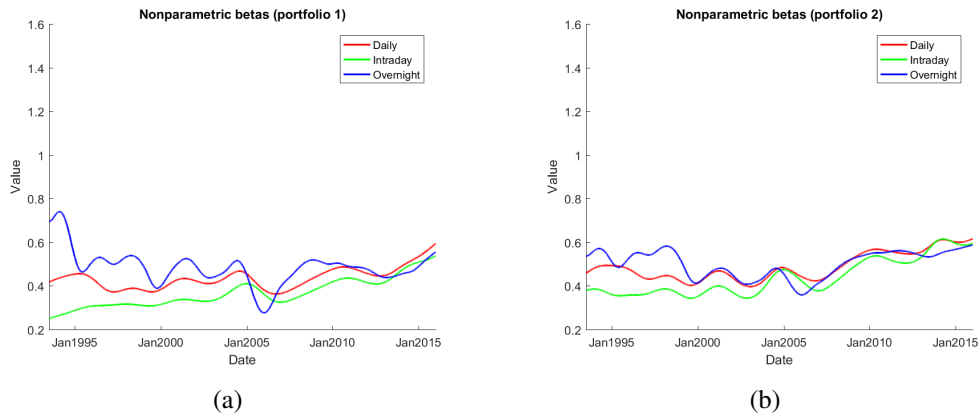 Nonparametric betas (portfolio 1)
1.6
1.4
1.2
1
0.8
0.6
0.4
0.2
Value
Jan1995 Jan2000 Jan2005 Jan2010 Jan2015
Date
Daily
Intraday
Overnight
(a)
Nonparametric betas (portfolio 2)
1.6
1.4
1.2
1
0.8
0.6
0.4
0.2
Value
Jan1995 Jan2000 Jan2005 Jan2010 Jan2015
Date
Daily
Intraday
Overnight
(b)